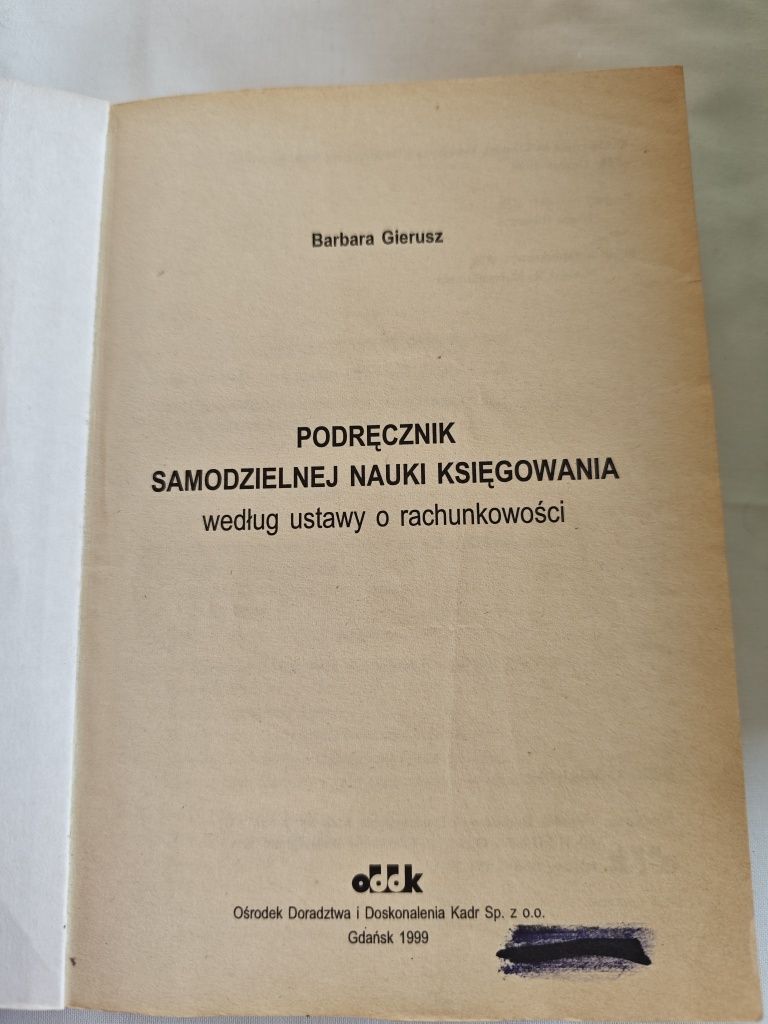 Barbara Gierusz
PODRĘCZNIK
SAMODZIELNEJ NAUKI KSIĘGOWANIA
według ustawy o rachunkowości
oddk
Ośrodek Doradztwa i Doskonalenia Kadr Sp. z o.o.
Gdańsk 1999